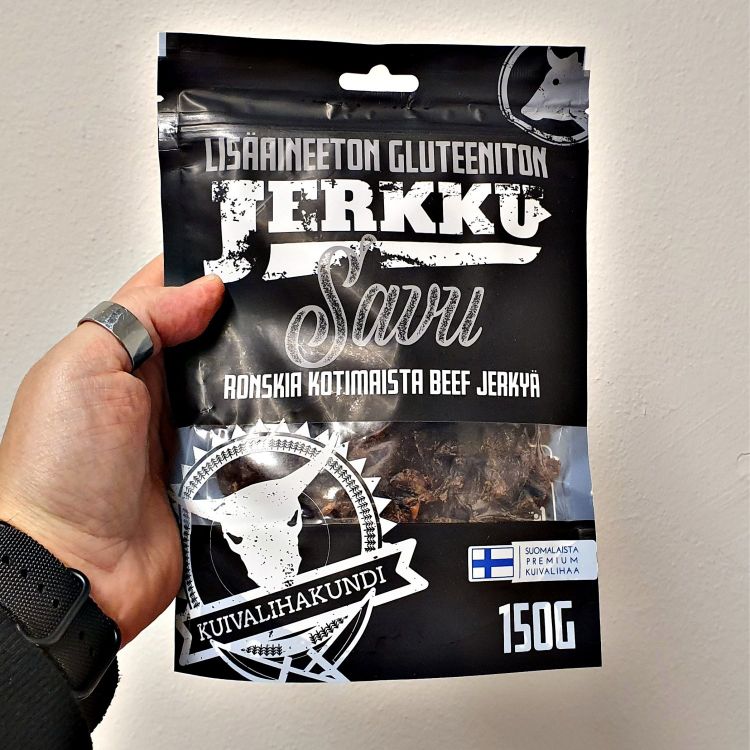 LISÄAINEETON GLUTEENITON
JERKKU
Savu
RONSKIA KOTIMAISTA BEEF JERKYÄ
KUIVALIHAKUNDI
SUOMALAISTA
PREMIUM
KUIVALIHAA
150G